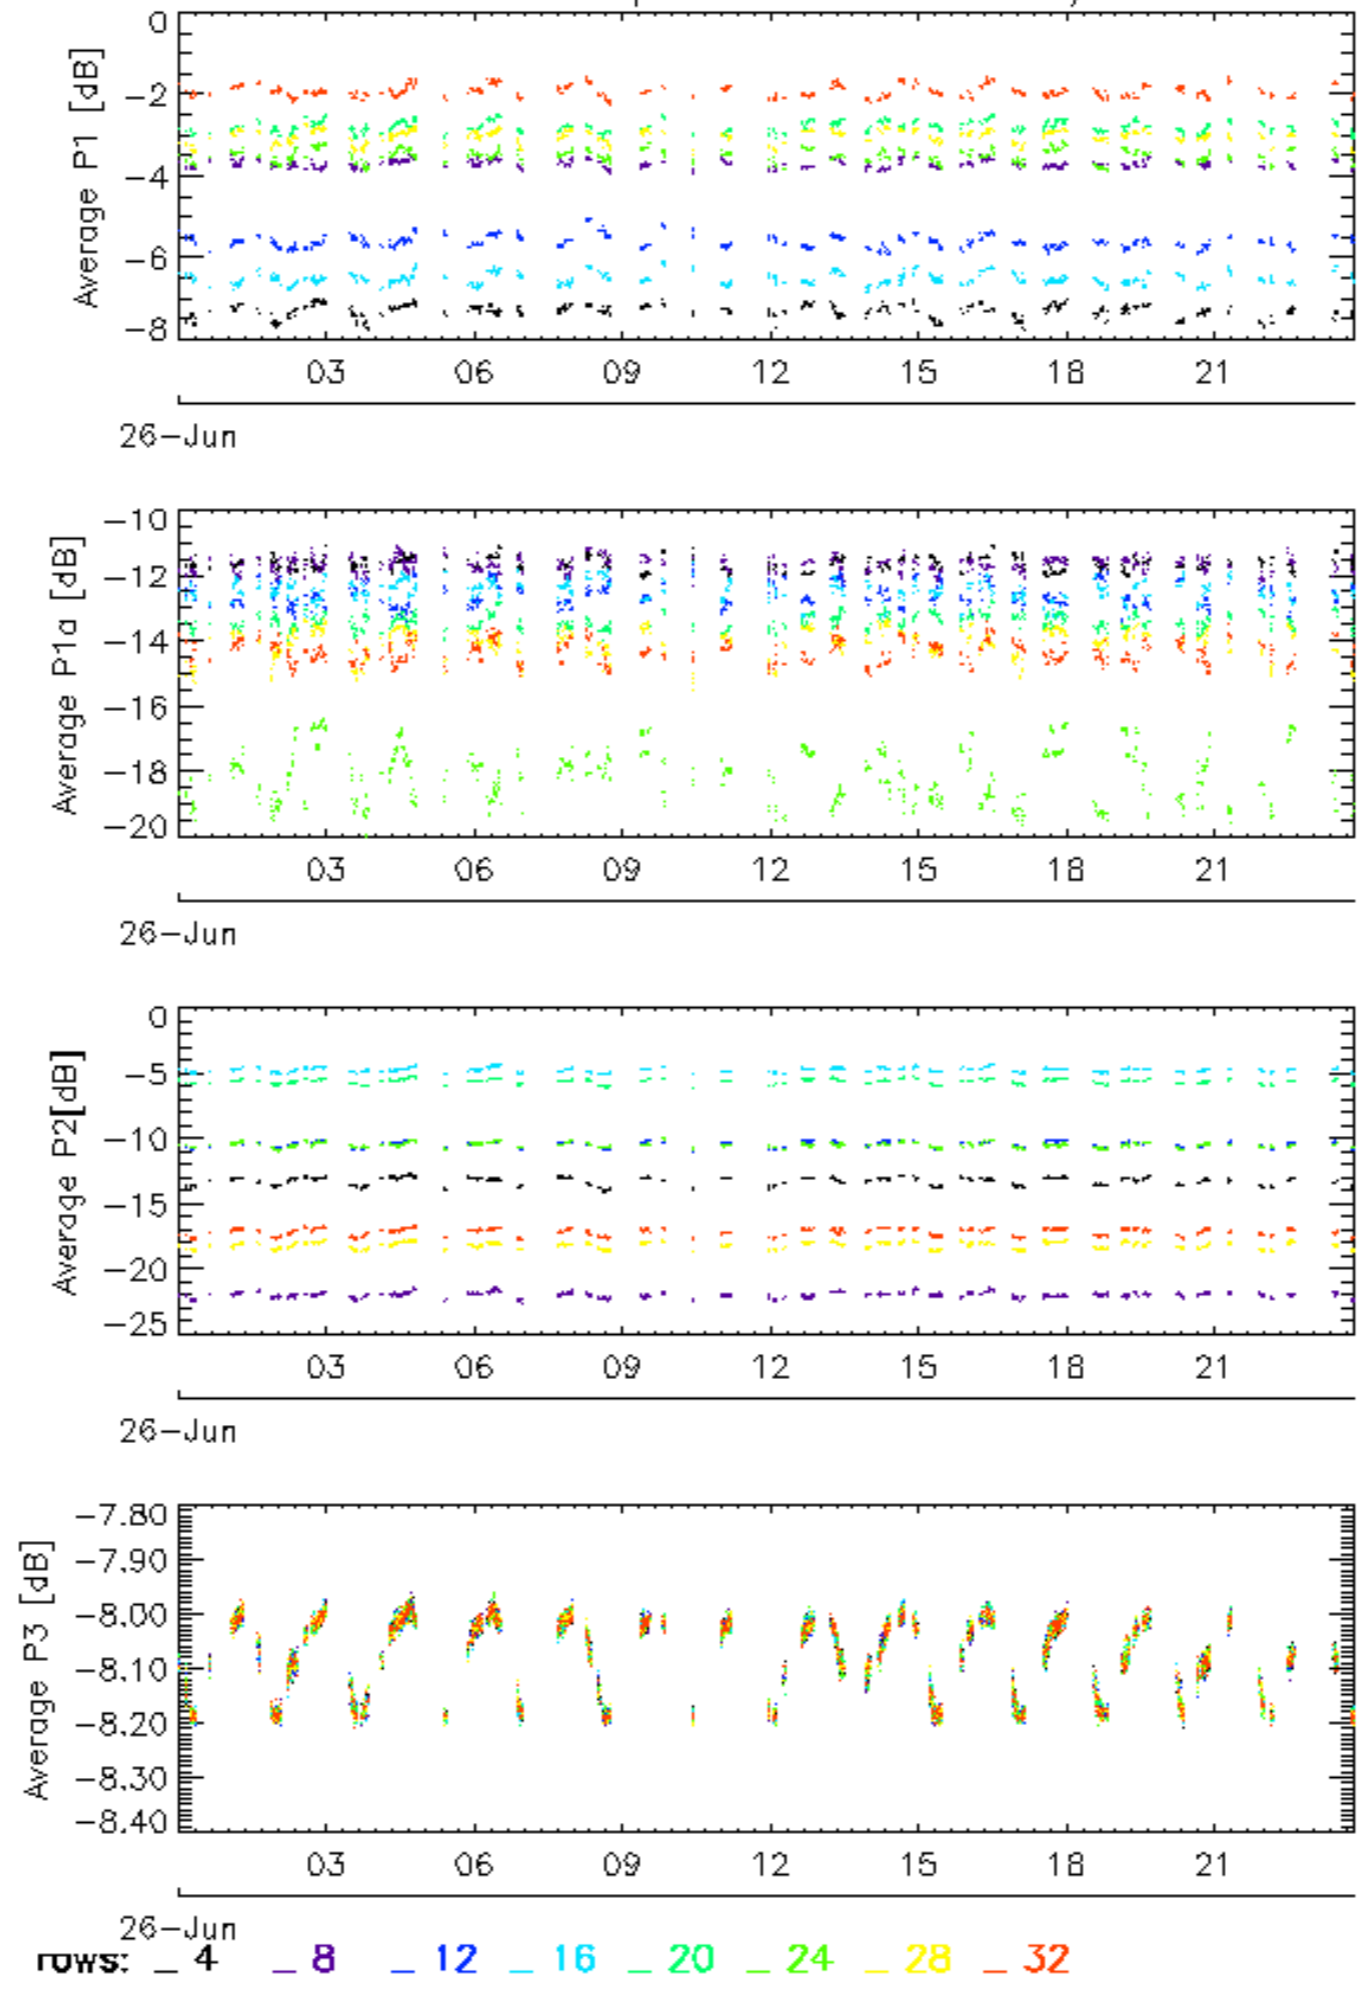 0
-2
-4
-6
-8
Average P1 [dB]
03 06 09 12 15 18 21
26-Jun
-10
-12
-14
-16
-18
-20
Average P1a [dB]
03 06 09 12 15 18 21
26-Jun
0
-5
-10
-15
-20
-25
Average P2[dB]
03 06 09 12 15 18 21
26-Jun
-7.80
-7.90
-8.00
-8.10
-8.20
-8.30
-8.40
Average P3 [dB]
03 06 09 12 15 18 21
26-Jun
rows: _ 4 _ 8 _ 12 _ 16 _ 20 _ 24 _ 28 _ 32